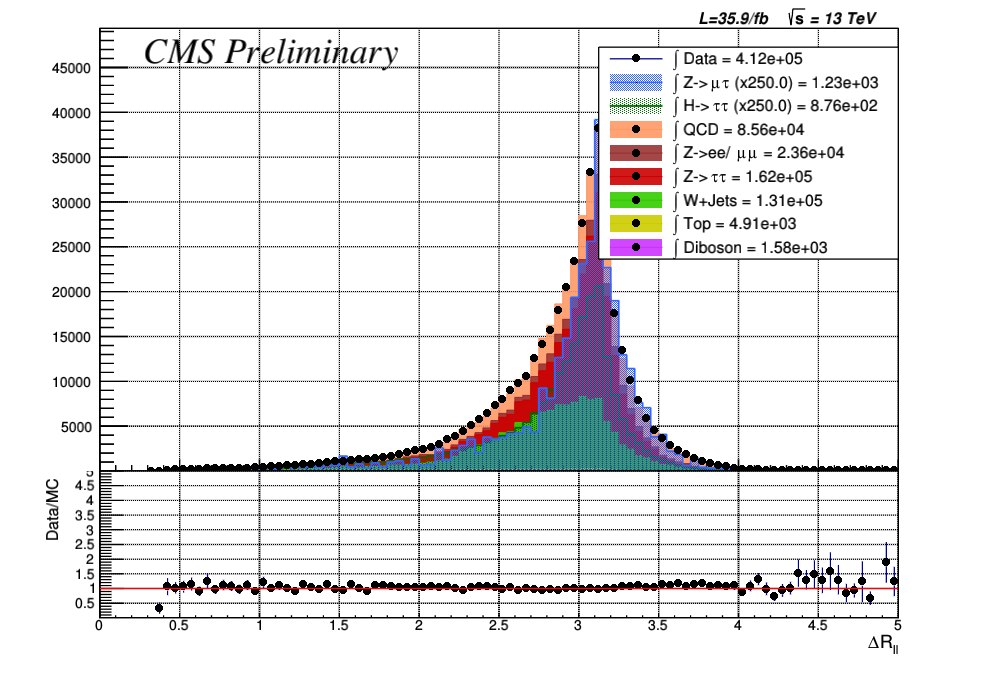 L=35.9/fb √s = 13 TeV
CMS Preliminary
∫ Data = 4.12e+05
∫ Z->μτ (x250.0) = 1.23e+03
∫ H->ττ (x250.0) = 8.76e+02
∫ QCD = 8.56e+04
∫ Z->ee/ μμ = 2.36e+04
∫ Z->ττ = 1.62e+05
∫ W+Jets = 1.31e+05
∫ Top = 4.91e+03
∫ Diboson = 1.58e+03
45000
40000
35000
30000
25000
20000
15000
10000
5000
Data/MC
5
4.5
4
3.5
3
2.5
2
1.5
1
0.5
0 0.5 1 1.5 2 2.5 3 3.5 4 4.5 5
ΔR_ll